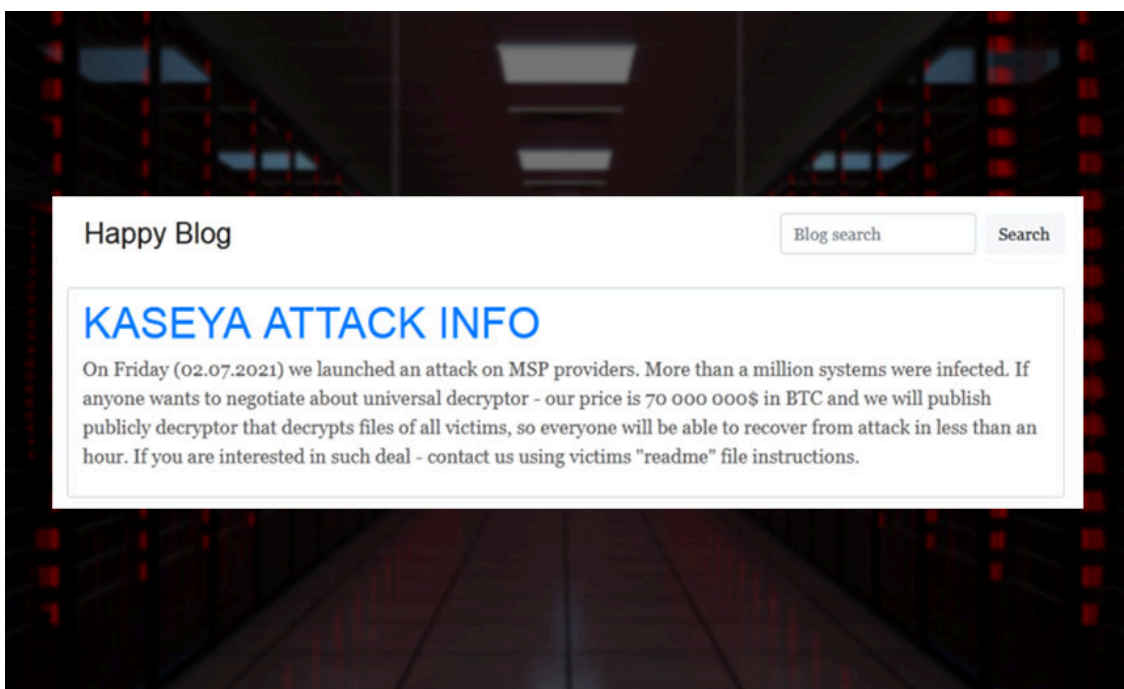 Happy Blog
Blog search
Search
KASEYA ATTACK INFO
On Friday (02.07.2021) we launched an attack on MSP providers. More than a million systems were infected. If
anyone wants to negotiate about universal decryptor - our price is 70 000 000$ in BTC and we will publish
publicly decryptor that decrypts files of all victims, so everyone will be able to recover from attack in less than an
hour. If you are interested in such deal - contact us using victims "readme" file instructions.